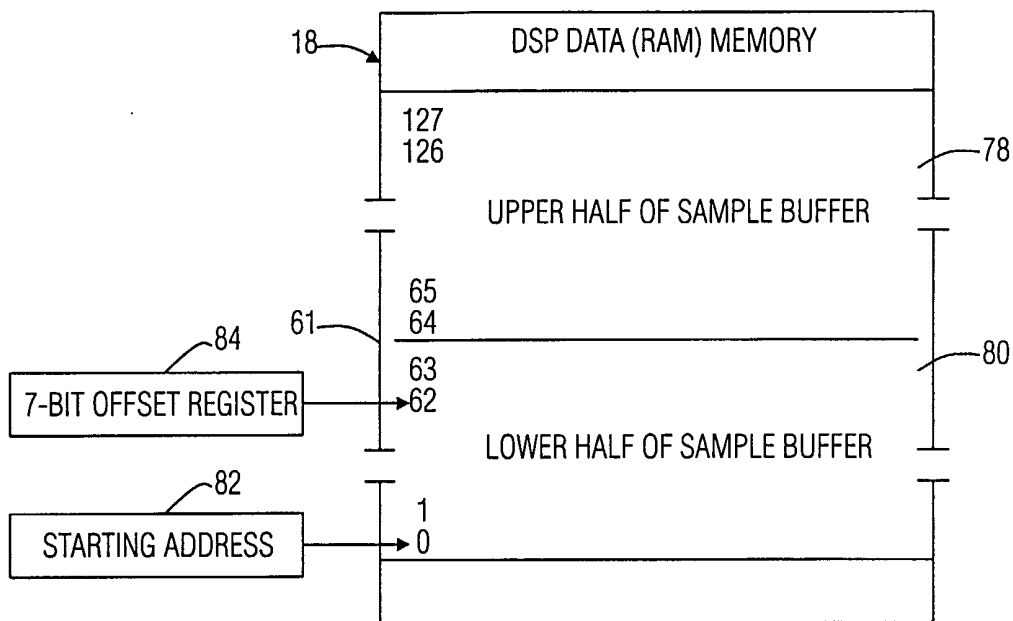 18
DSP DATA (RAM) MEMORY
127
126
78
UPPER HALF OF SAMPLE BUFFER
65
61
64
84
63
80
7-BIT OFFSET REGISTER
62
LOWER HALF OF SAMPLE BUFFER
82
1
STARTING ADDRESS
0